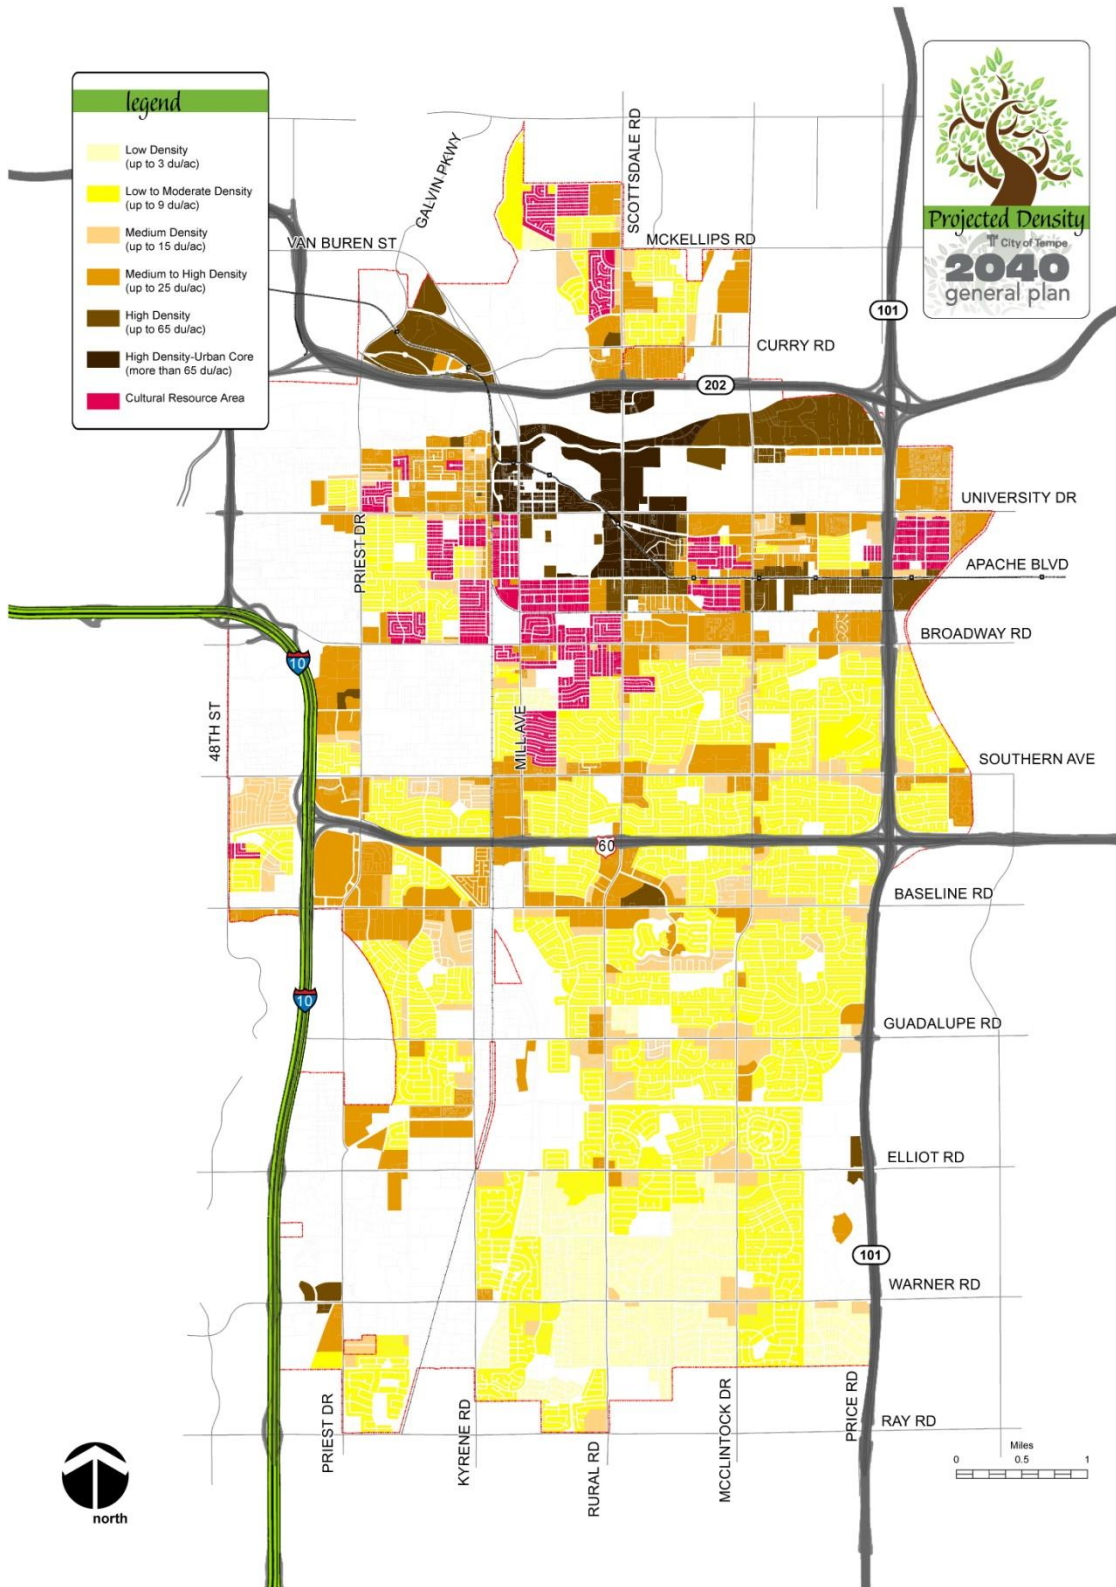 legend
Low Density
(up to 3 du/ac)
Low to Moderate Density
(up to 9 du/ac)
Medium Density
(up to 15 du/ac)
Medium to High Density
(up to 25 du/ac)
High Density
(up to 65 du/ac)
High Density-Urban Core
(more than 65 du/ac)
Cultural Resource Area
Projected Density
City of Tempe
2040
general plan
GALVIN PKWY
SCOTTSDALE RD
VAN BUREN ST
MCKELLIPS RD
101
CURRY RD
202
UNIVERSITY DR
PRIEST DR
APACHE BLVD
BROADWAY RD
10
48TH ST
MILL AVE
SOUTHERN AVE
60
BASELINE RD
10
GUADALUPE RD
ELLIOT RD
101
WARNER RD
PRIEST DR
KYRENE RD
RURAL RD
MCCLINTOCK DR
PRICE RD
RAY RD
Miles
0 0.5 1
north